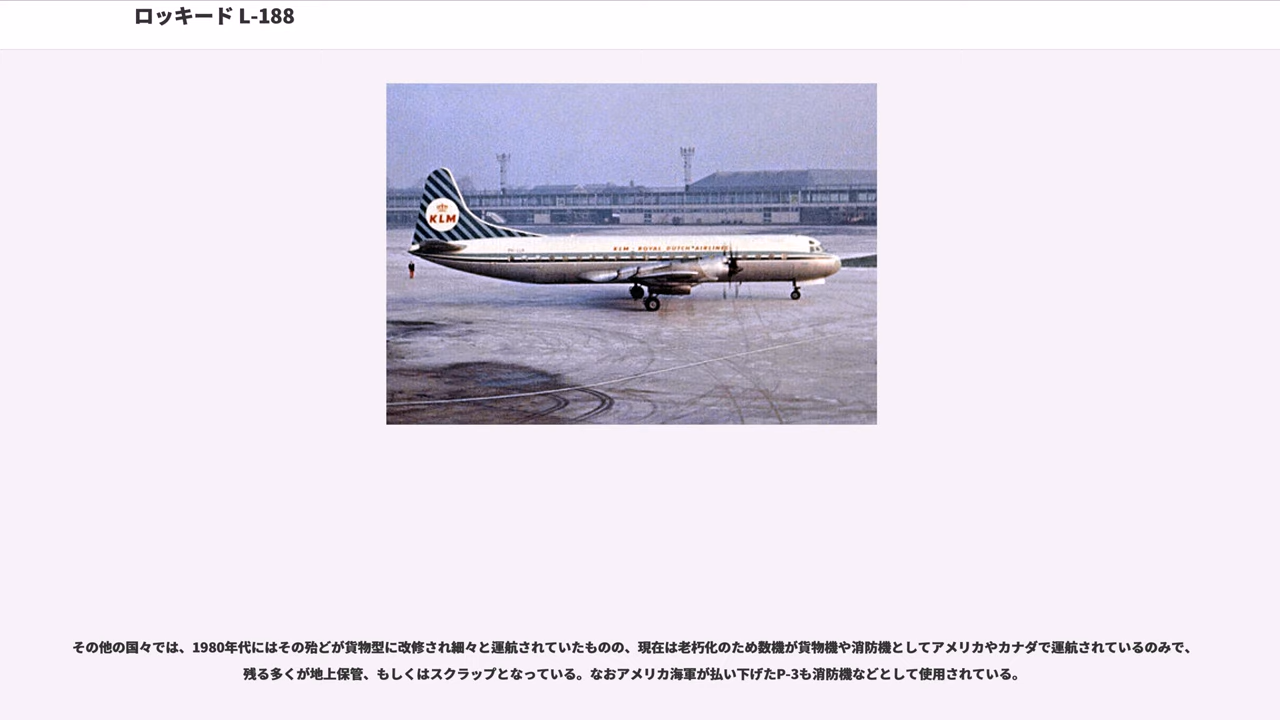 ロッキード L-188
KLM
KLM - ROYAL DUTCH AIRLINES
その他の国々では、1980年代にはその殆どが貨物型に改修され細々と運航されていたものの、現在は老朽化のため数機が貨物機や消防機としてアメリカやカナダで運航されているのみで、
残る多くが地上保管、もしくはスクラップとなっている。なおアメリカ海軍が払い下げたP-3も消防機などとして使用されている。